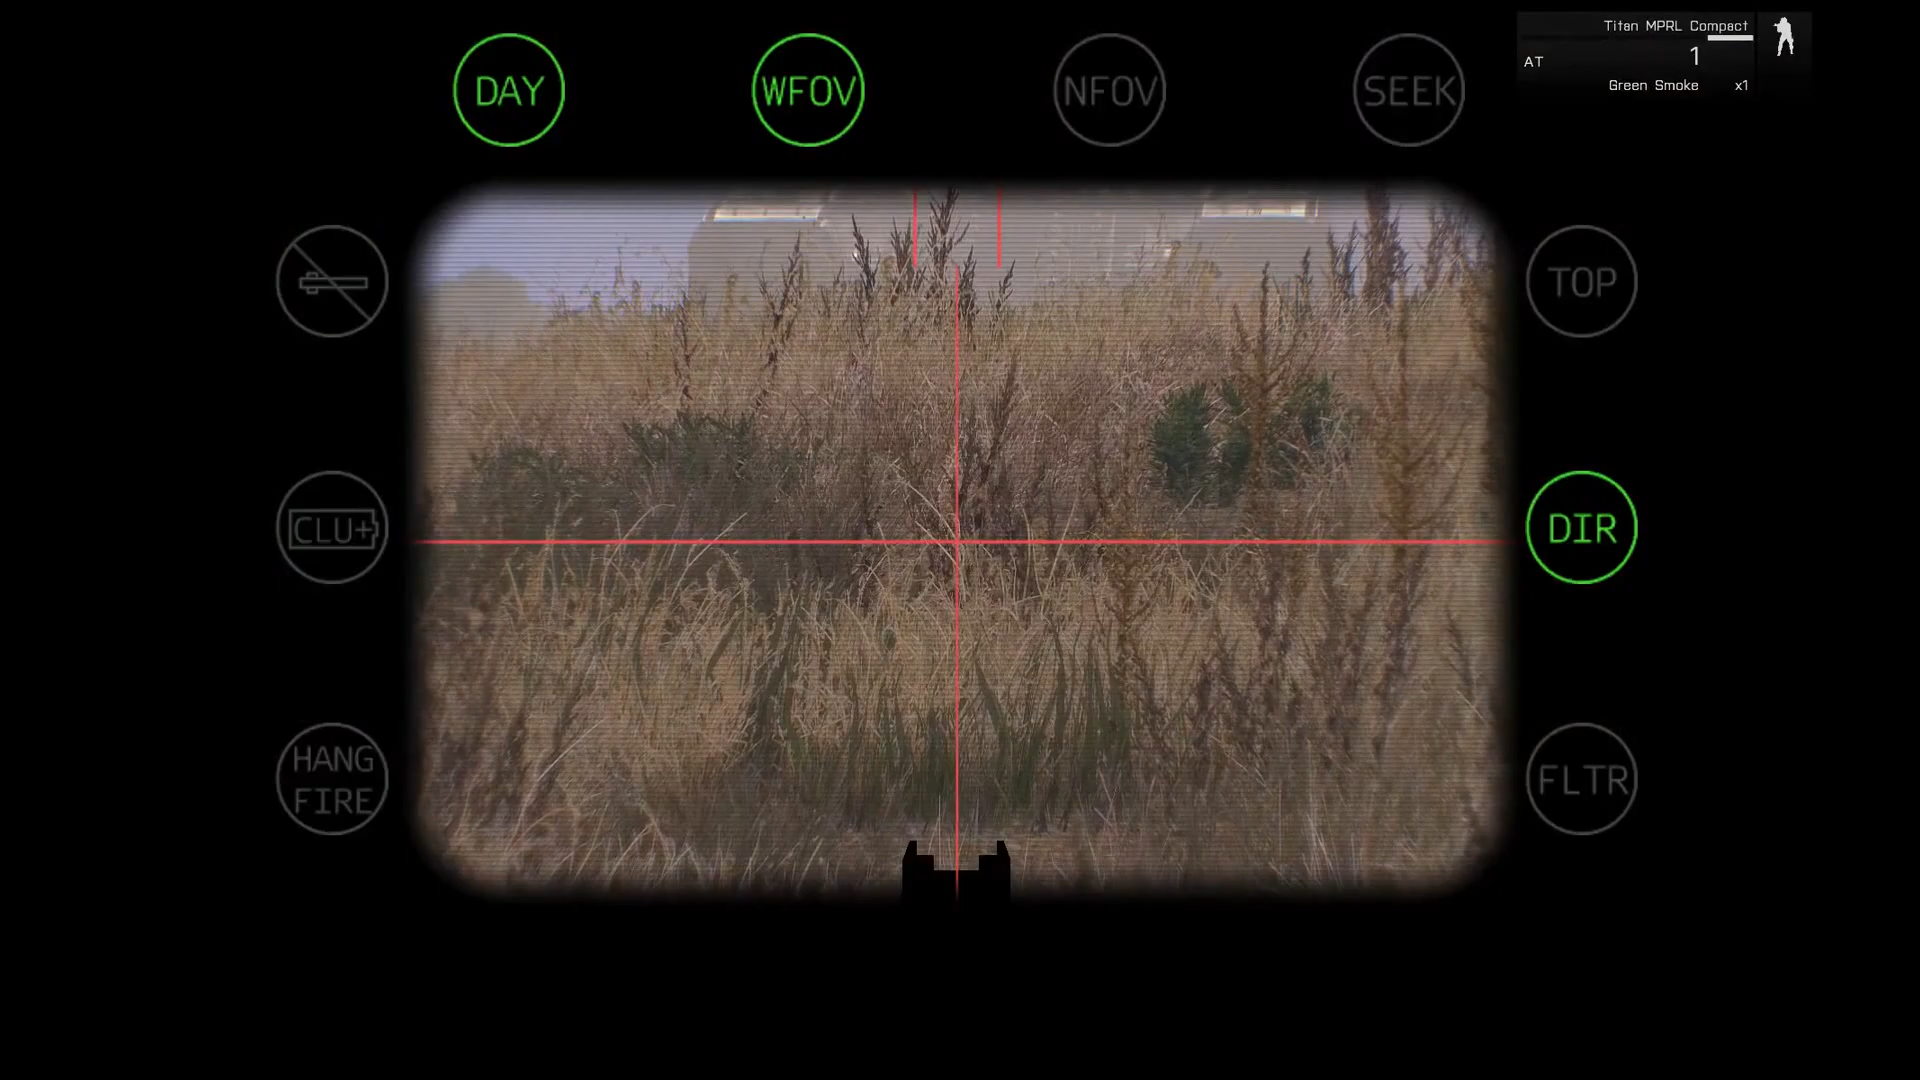 DAY
WFOV
NFOV
SEEK
Titan MPRL Compact
AT
1
Green Smoke x1
TOP
CLU+
DIR
HANG
FIRE
FLTR